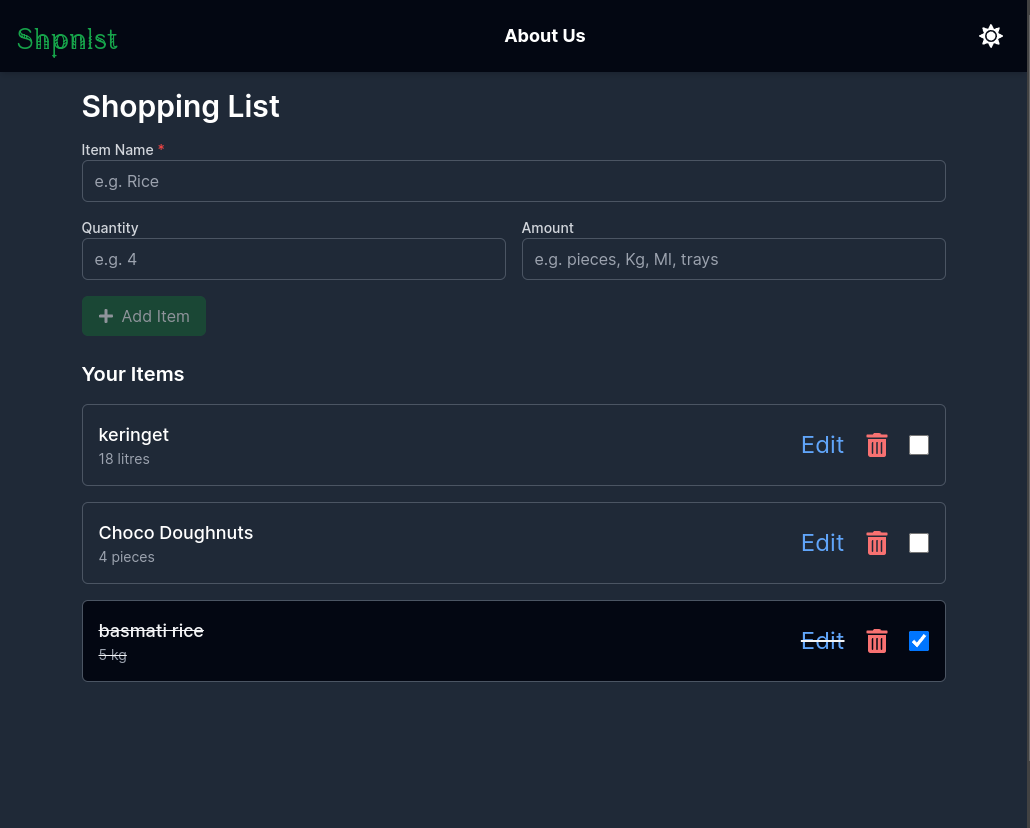 Shpnlst
About Us
Shopping List
Item Name *
e.g. Rice
Quantity
Amount
e.g. 4
e.g. pieces, Kg, Ml, trays
Add Item
Your Items
keringet
18 litres
Edit
Choco Doughnuts
4 pieces
Edit
basmati rice
5 kg
Edit